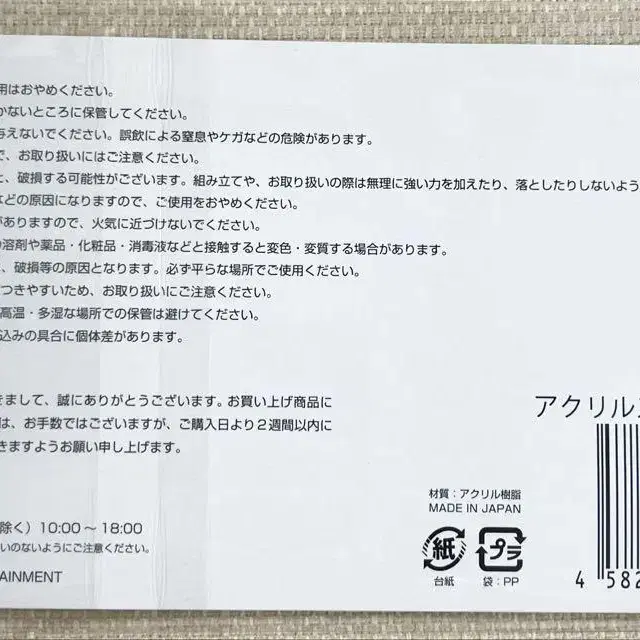 用はおやめください。
かないところに保管してください。
与えないでください。誤飲による窒息やケガなどの危険があります。
で、お取り扱いにはご注意ください。
と、破損する可能性がございます。組み立てや、お取り扱いの際は無理に強い力を加えたり、落としたりしないよう
などの原因になりますので、ご使用をおやめください。
がありますので、火気に近づけないでください。
の溶剤や薬品・化粧品・消毒液などと接触すると変色・変質する場合があります。
、破損等の原因となります。必ず平らな場所でご使用ください。
つきやすいため、お取り扱いにご注意ください。
高温・多湿な場所での保管は避けてください。
込みの具合に個体差があります。
きまして、誠にありがとうございます。お買い上げ商品に
は、お手数ではございますが、ご購入日より2週間以内に
きますようお願い申し上げます。
アクリルス
材質：アクリル樹脂
MADE IN JAPAN
除く）10:00～18:00
いのないようにご注意ください。
紙 プラ
台紙 袋：PP
AINMENT
4 582